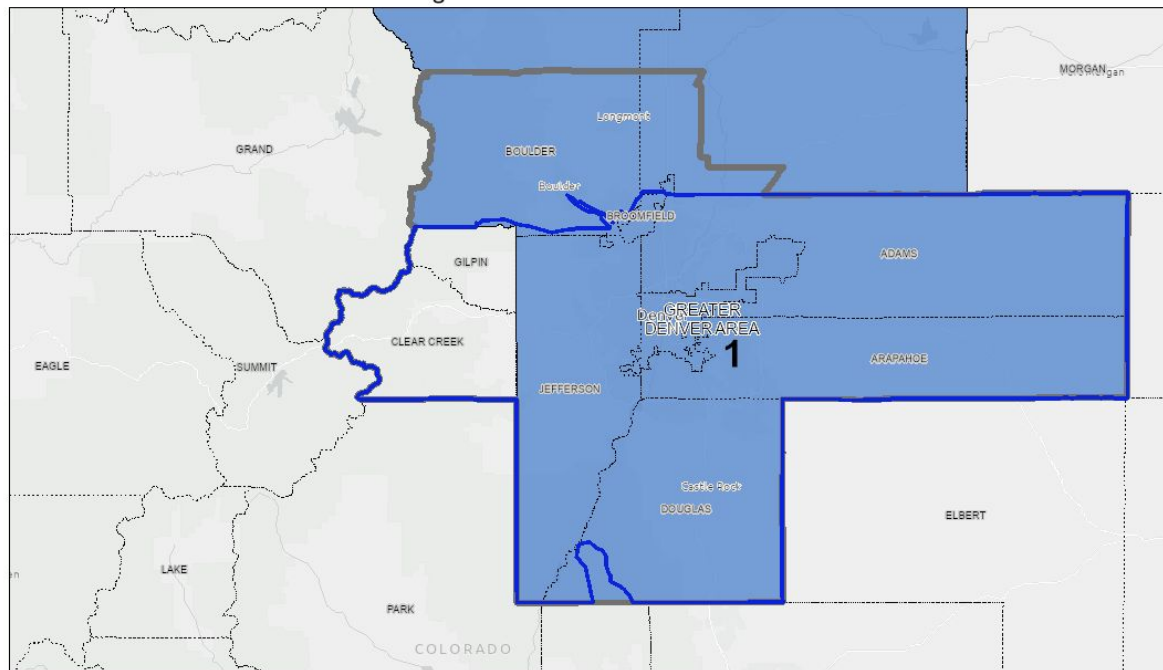 MORGAN
Longmont
GRAND
BOULDER
Boulder
BROOMFIELD
ADAMS
GILPIN
GREATER
DENVER AREA
Denver
1
CLEAR CREEK
EAGLE
SUMMIT
ARAPAHOE
JEFFERSON
Castle Rock
DOUGLAS
ELBERT
LAKE
PARK
COLORADO